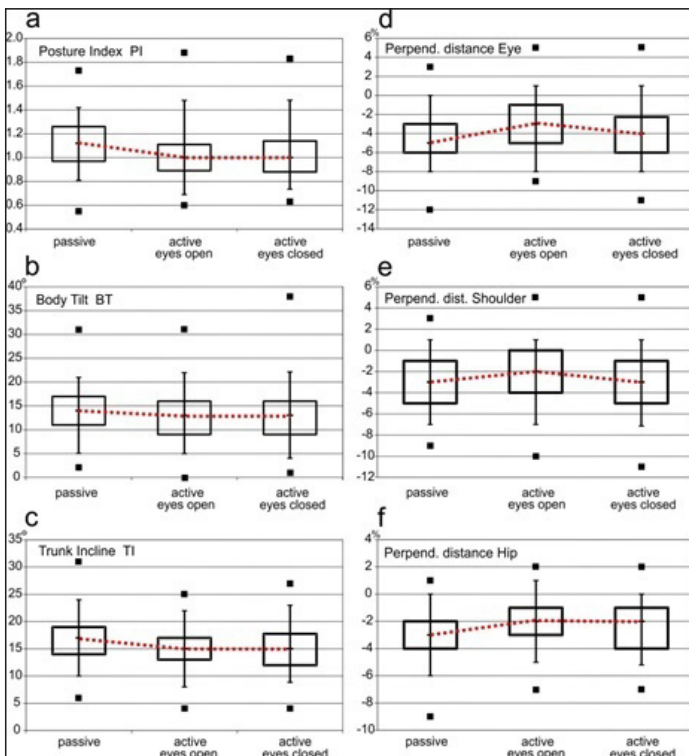 a
Posture Index PI
2.0
1.8
1.6
1.4
1.2
1.0
0.8
0.6
0.4
passive
active
eyes open
active
eyes closed
d
Perpend. distance Eye
6%
4
2
0
-2
-4
-6
-8
-10
-12
-14
passive
active
eyes open
active
eyes closed
b
Body Tilt BT
40°
35
30
25
20
15
10
5
0
passive
active
eyes open
active
eyes closed
e
Perpend. dist. Shoulder
6%
4
2
0
-2
-4
-6
-8
-10
-12
passive
active
eyes open
active
eyes closed
c
Trunk Incline TI
35°
30
25
20
15
10
5
0
passive
active
eyes open
active
eyes closed
f
Perpend. distance Hip
4%
2
0
-2
-4
-6
-8
-10
passive
active
eyes open
active
eyes closed